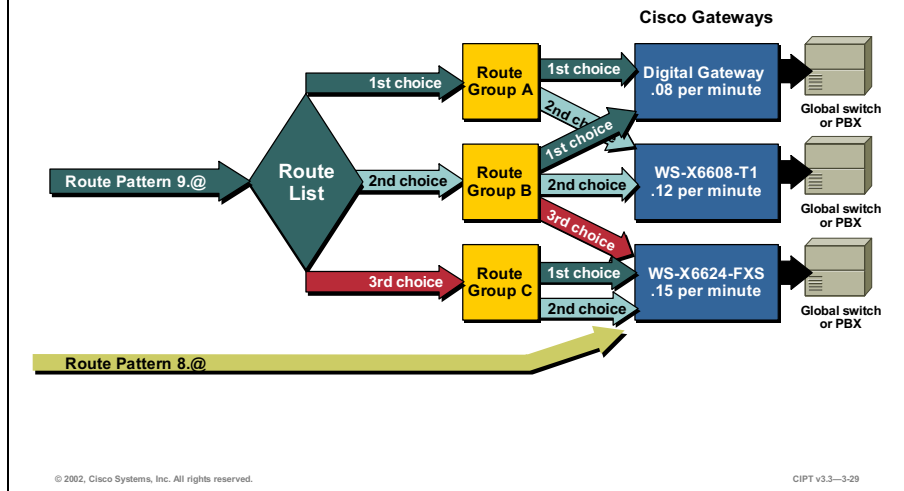 Cisco Gateways
Route Pattern 9.@
Route
List
1st choice
2nd choice
3rd choice
Route
Group A
1st choice
2nd ch
Route
Group B
1st choice
2nd choice
3rd choice
Route
Group C
1st choice
2nd choice
Digital Gateway
.08 per minute
Global switch
or PBX
WS-X6608-T1
.12 per minute
Global switch
or PBX
WS-X6624-FXS
.15 per minute
Global switch
or PBX
Route Pattern 8.@
© 2002, Cisco Systems, Inc. All rights reserved.
CIPT v3.3—3-29